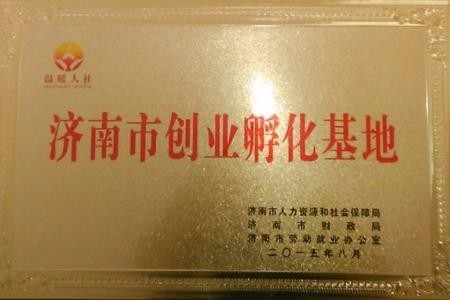 温暖人社
济南市创业孵化基地
济南市人力资源和社会保障局
济南市财政局
济南市劳动就业办公室
二〇一五年八月